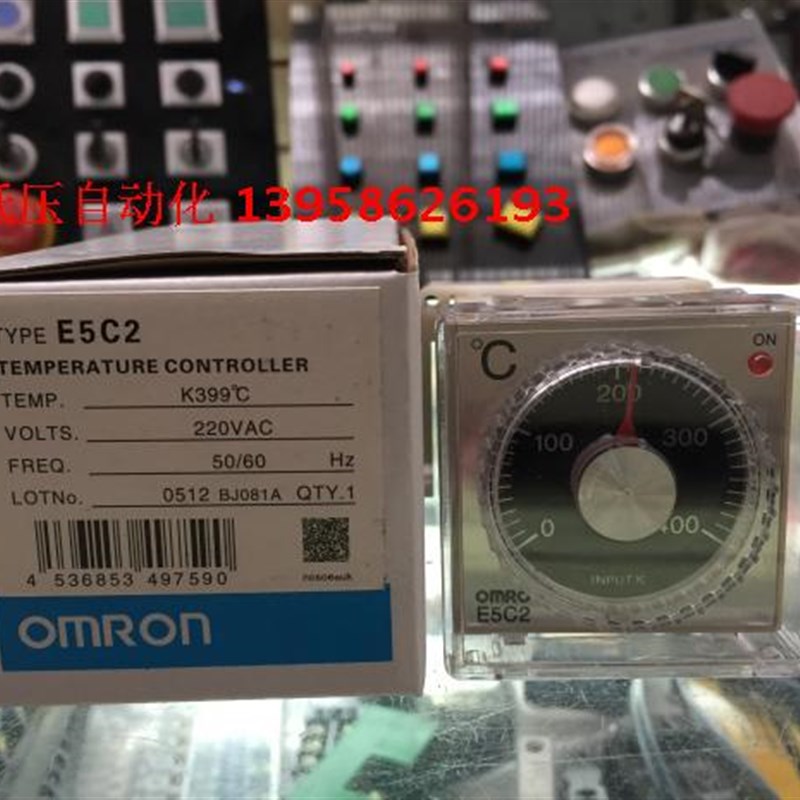 压自动化 13958626193
TYPE E5C2
TEMPERATURE CONTROLLER
TEMP. K399℃
VOLTS. 220VAC
FREQ. 50/60 Hz
LOTNo. 0512 BJ081A QTY.1
4 536853 497590
OMRON
℃
ON
200
100 300
0 400
INPUT K
OMRO
E5C2